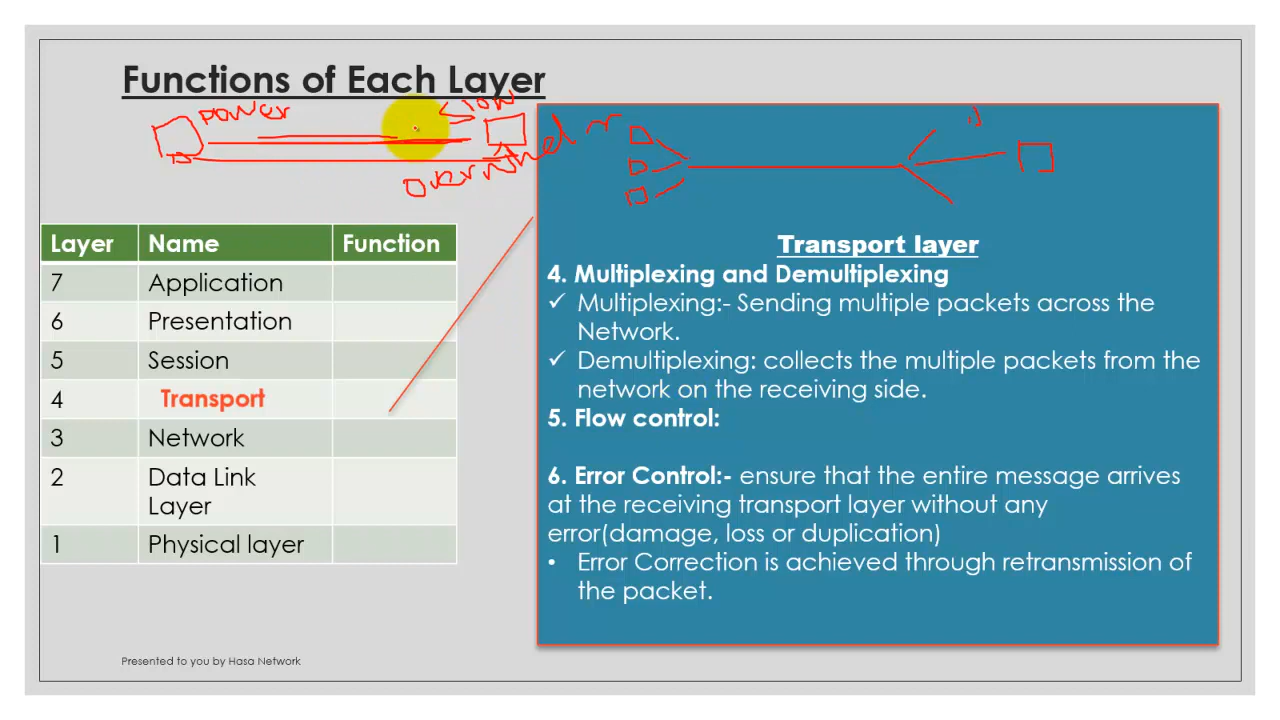 Functions of Each Layer
power
slow
Layer Name Function
7 Application
6 Presentation
5 Session
4 Transport
3 Network
2 Data Link
Layer
1 Physical layer
Transport layer
4. Multiplexing and Demultiplexing
✓ Multiplexing:- Sending multiple packets across the
Network.
✓ Demultiplexing: collects the multiple packets from the
network on the receiving side.
5. Flow control:
6. Error Control:- ensure that the entire message arrives
at the receiving transport layer without any
error(damage, loss or duplication)
• Error Correction is achieved through retransmission of
the packet.
Presented to you by Hasa Network